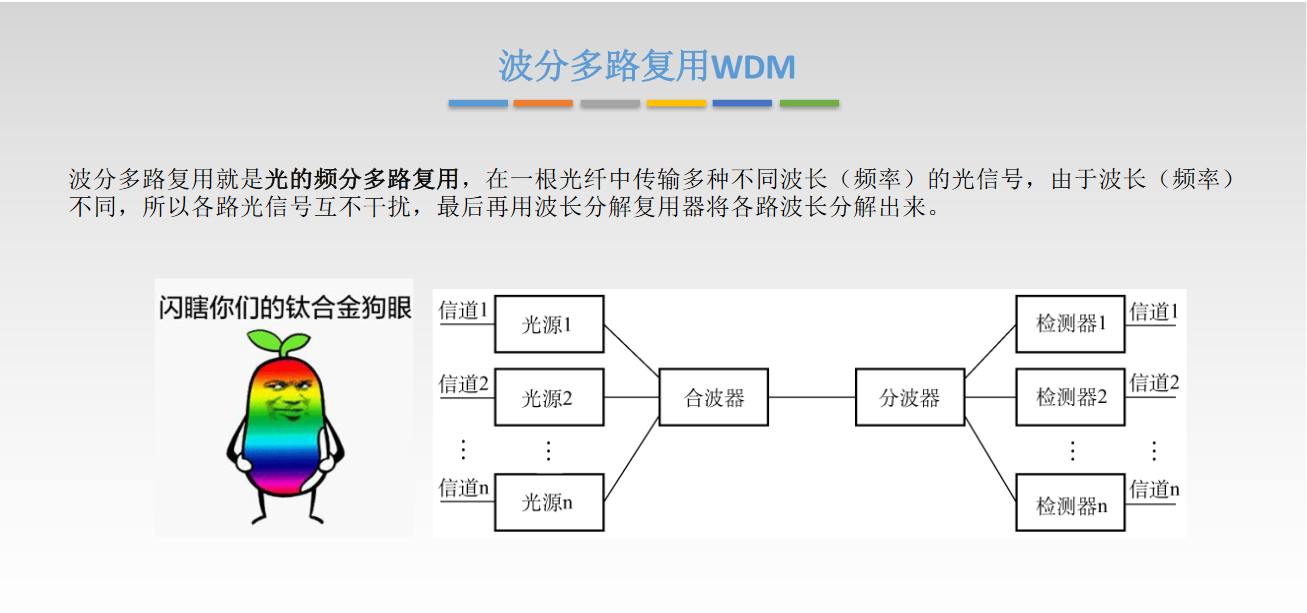 波分多路复用WDM
波分多路复用就是光的频分多路复用，在一根光纤中传输多种不同波长（频率）的光信号，由于波长（频率）
不同，所以各路光信号互不干扰，最后再用波长分解复用器将各路波长分解出来。
闪瞎你们的钛合金狗眼
信道1
光源1
检测器1
信道1
信道2
光源2
合波器
分波器
检测器2
信道2
信道n
光源n
检测器n
信道n